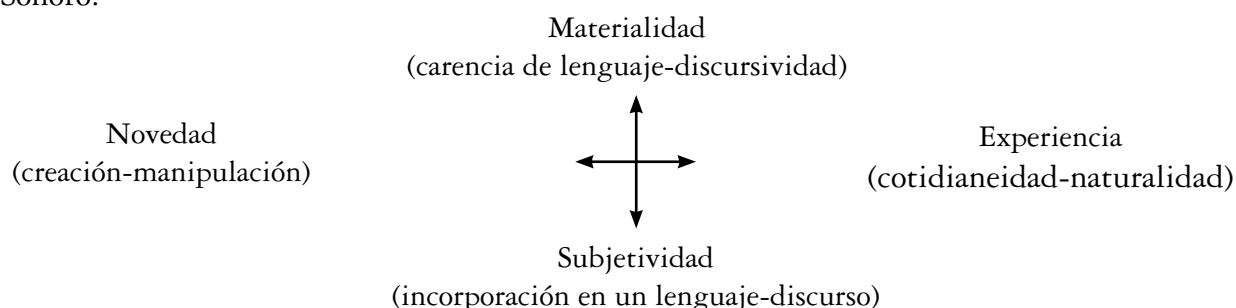 Sonoro:
Materialidad
(carencia de lenguaje-discursividad)
Novedad
(creación-manipulación)
Experiencia
(cotidianeidad-naturalidad)
Subjetividad
(incorporación en un lenguaje-discurso)